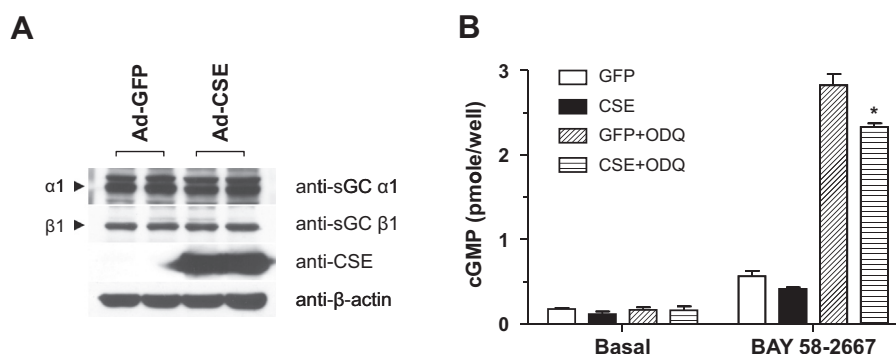 A
Ad-GFP
Ad-CSE
α1
anti-sGC α1
β1
anti-sGC β1
anti-CSE
anti-β-actin
B
cGMP (pmole/well)
3
2
1
0
GFP
CSE
GFP+ODQ
CSE+ODQ
*
Basal
BAY 58-2667